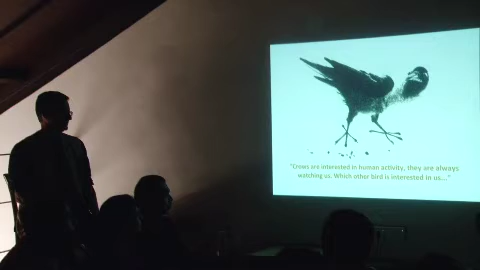 "Crows are interested in human activity, they are always
watching us. Which other bird is interested in us..."